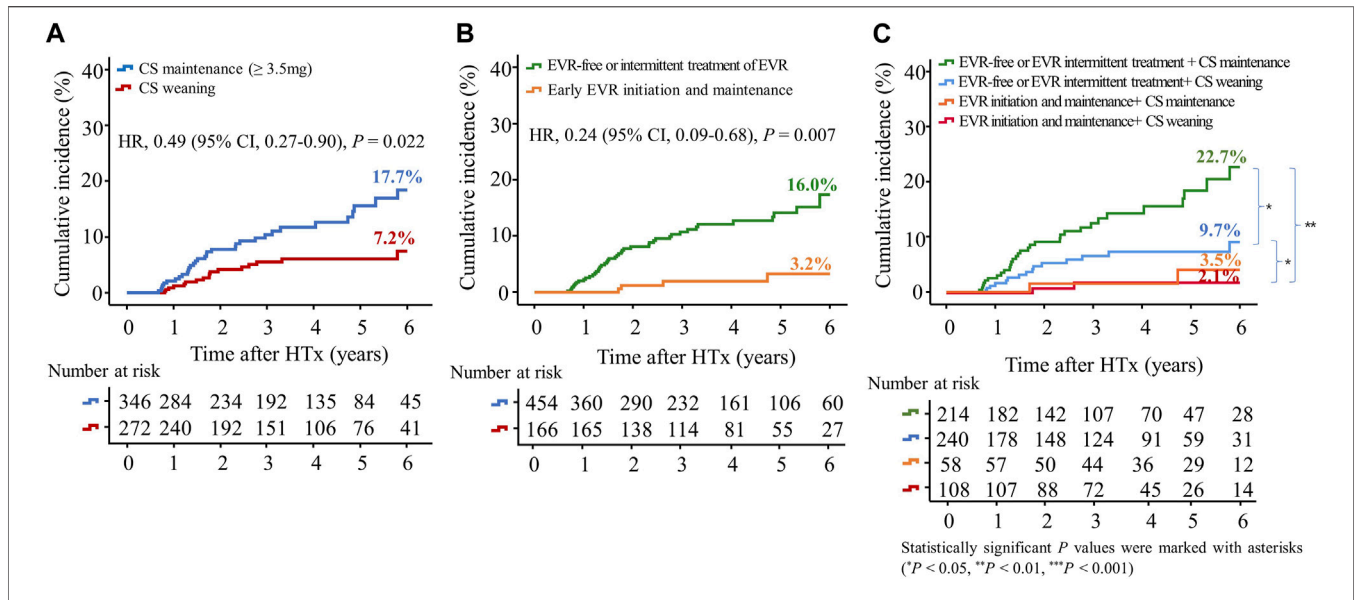 A
CS maintenance (≥ 3.5mg)
CS weaning
HR, 0.49 (95% CI, 0.27-0.90), P = 0.022
Cumulative incidence (%)
40
30
20
10
0
17.7%
7.2%
0 1 2 3 4 5 6
Time after HTx (years)
Number at risk
346 284 234 192 135 84 45
272 240 192 151 106 76 41
0 1 2 3 4 5 6
B
EVR-free or intermittent treatment of EVR
Early EVR initiation and maintenance
HR, 0.24 (95% CI, 0.09-0.68), P = 0.007
Cumulative incidence (%)
40
30
20
10
0
16.0%
3.2%
0 1 2 3 4 5 6
Time after HTx (years)
Number at risk
454 360 290 232 161 106 60
166 165 138 114 81 55 27
0 1 2 3 4 5 6
C
EVR-free or EVR intermittent treatment + CS maintenance
EVR-free or EVR intermittent treatment+ CS weaning
EVR initiation and maintenance+ CS maintenance
EVR initiation and maintenance+ CS weaning
Cumulative incidence (%)
40
30
20
10
0
22.7%
9.7%
3.5%
2.1%
*
**
*
0 1 2 3 4 5 6
Time after HTx (years)
Number at risk
214 182 142 107 70 47 28
240 178 148 124 91 59 31
58 57 50 44 36 29 12
108 107 88 72 45 26 14
0 1 2 3 4 5 6
Statistically significant P values were marked with asterisks
(*P < 0.05, **P < 0.01, ***P < 0.001)